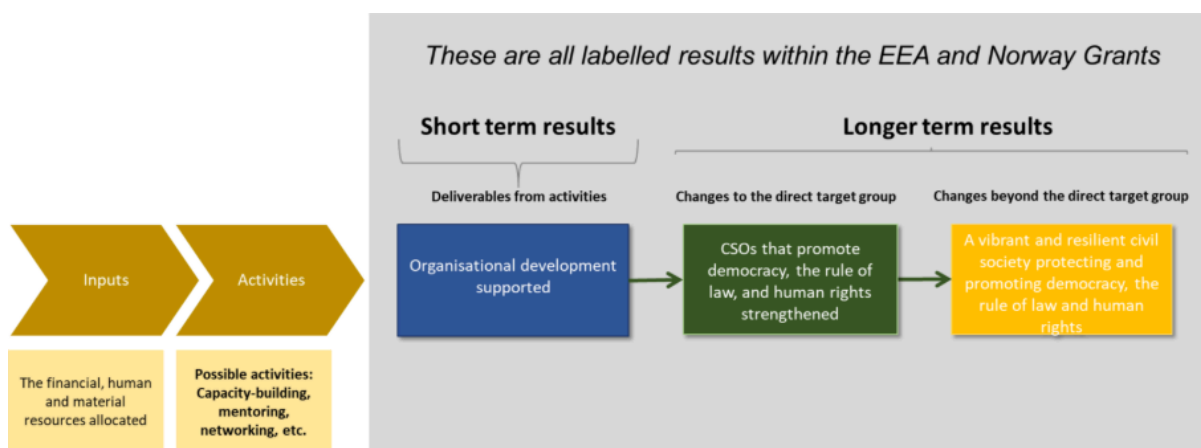 These are all labelled results within the EEA and Norway Grants
Short term results
Longer term results
Deliverables from activities
Changes to the direct target group
Changes beyond the direct target group
Inputs
Activities
Organisational development
supported
CSOs that promote
democracy, the rule of
law, and human rights
strengthened
A vibrant and resilient civil
society protecting and
promoting democracy, the
rule of law and human
rights
The financial, human
and material
resources allocated
Possible activities:
Capacity-building,
mentoring,
networking, etc.